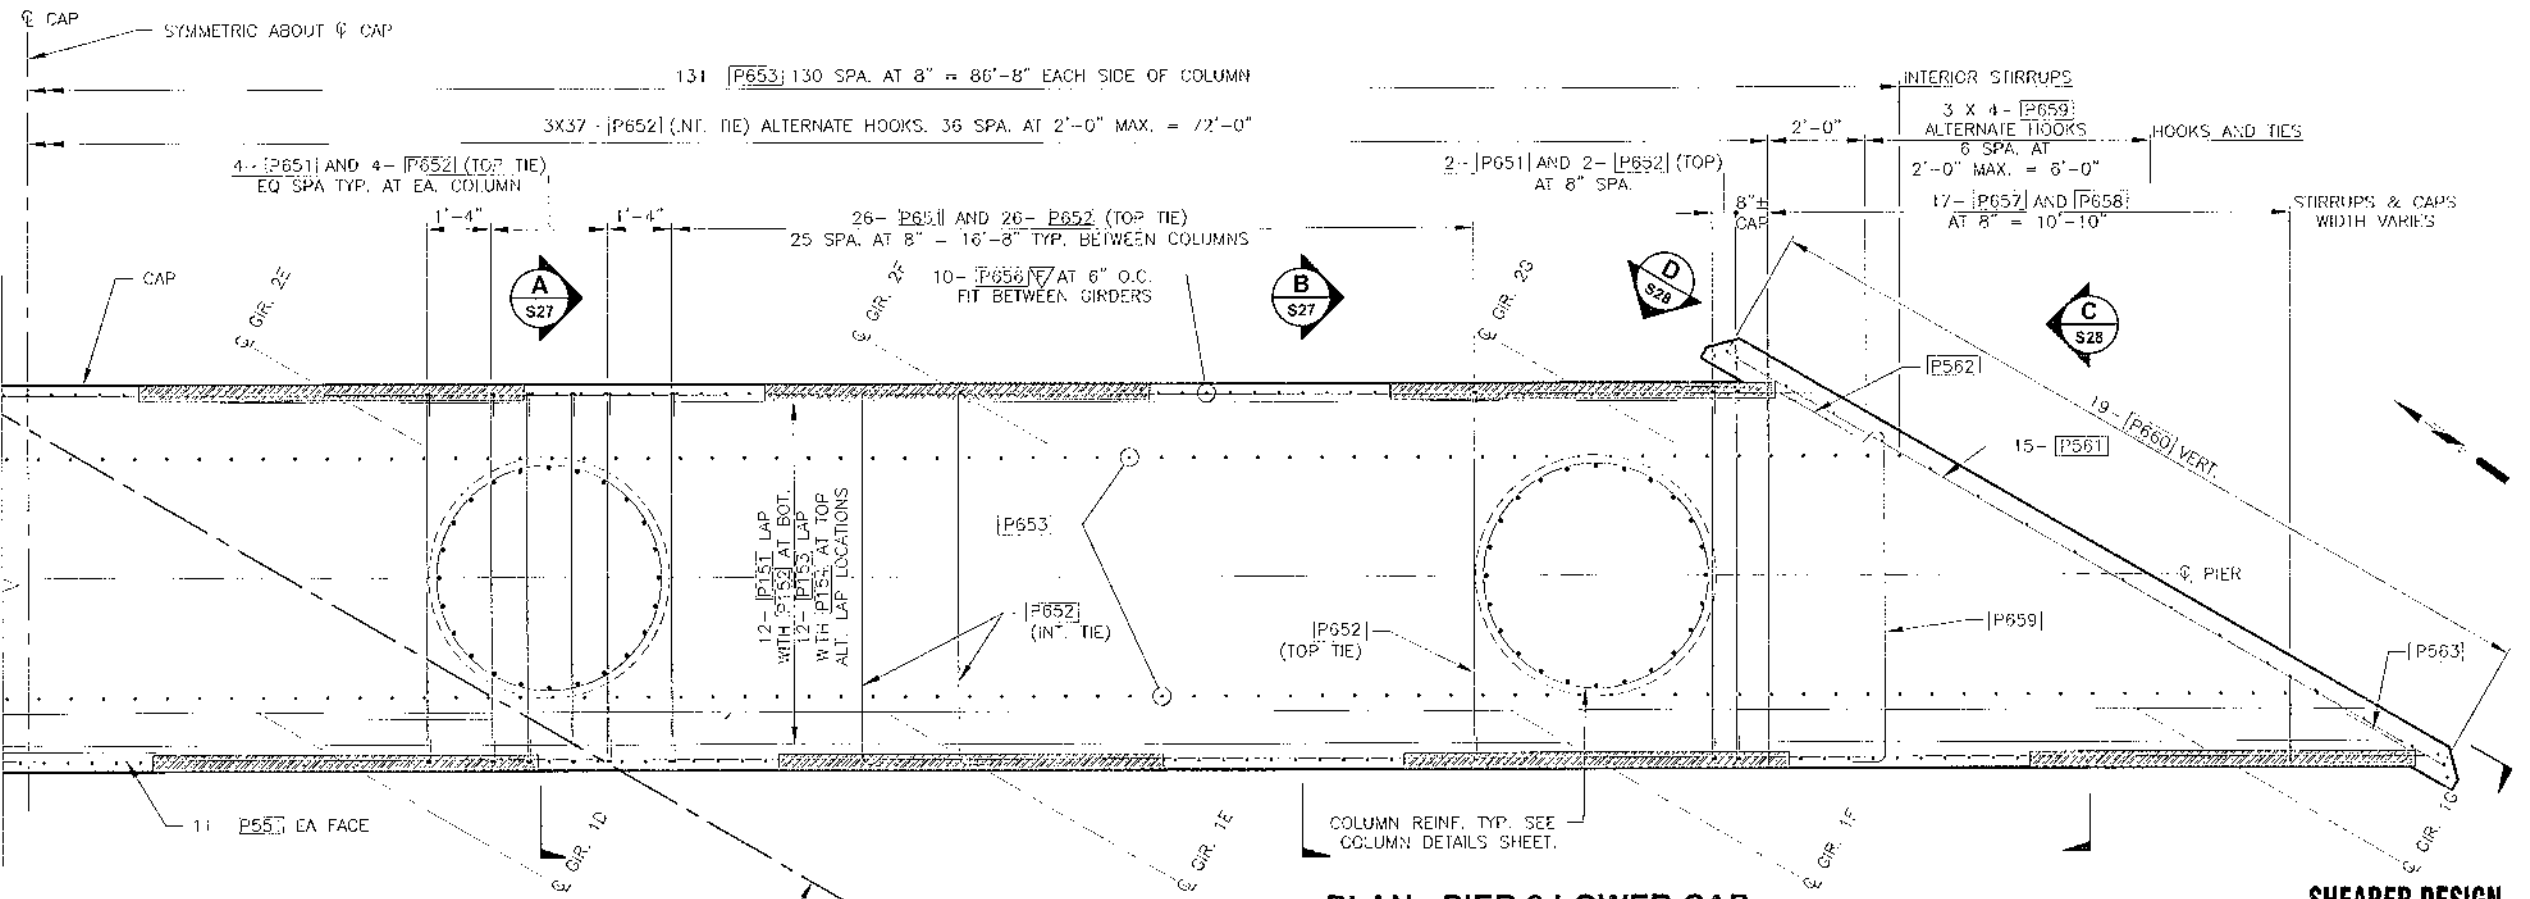 ℄ CAP
SYMMETRIC ABOUT ℄ CAP
131 P653 130 SPA. AT 8" = 86'-8" EACH SIDE OF COLUMN
INTERIOR STIRRUPS
3X37 - P652 (INT. TIE) ALTERNATE HOOKS. 36 SPA. AT 2'-0" MAX. = 72'-0"
2'-0"
3 X 4- P659
ALTERNATE HOOKS
6 SPA. AT
2'-0" MAX. = 6'-0"
HOOKS AND TIES
4- P651 AND 4- P652 (TOP TIE)
EQ SPA TYP. AT EA. COLUMN
2- P651 AND 2- P652 (TOP)
AT 8" SPA.
1'-4"
1'-4"
26- P651 AND 26- P652 (TOP TIE)
25 SPA. AT 8" = 16'-8" TYP. BETWEEN COLUMNS
8"±
CAP
17- P657 AND P658
AT 8" = 10'-10"
STIRRUPS & CAPS
WIDTH VARIES
CAP
℄ GIR. 2E
A
S27
℄ GIR. 2F
10- P656 F AT 6" O.C.
FIT BETWEEN GIRDERS
B
S27
℄ GIR. 2G
D
S28
C
S28
P562
19- P660 VERT.
15- P561
12- P151 LAP
WITH P152 AT BOT.
12- P153 LAP
WITH P154 AT TOP
ALT. LAP LOCATIONS
P653
℄ PIER
P652
(INT. TIE)
P652
(TOP TIE)
P659
P563
11 P551 EA FACE
℄ GIR. 1D
℄ GIR. 1E
COLUMN REINF. TYP. SEE
COLUMN DETAILS SHEET.
℄ GIR. 1F
℄ GIR. 1G
SHEARER DESIGN